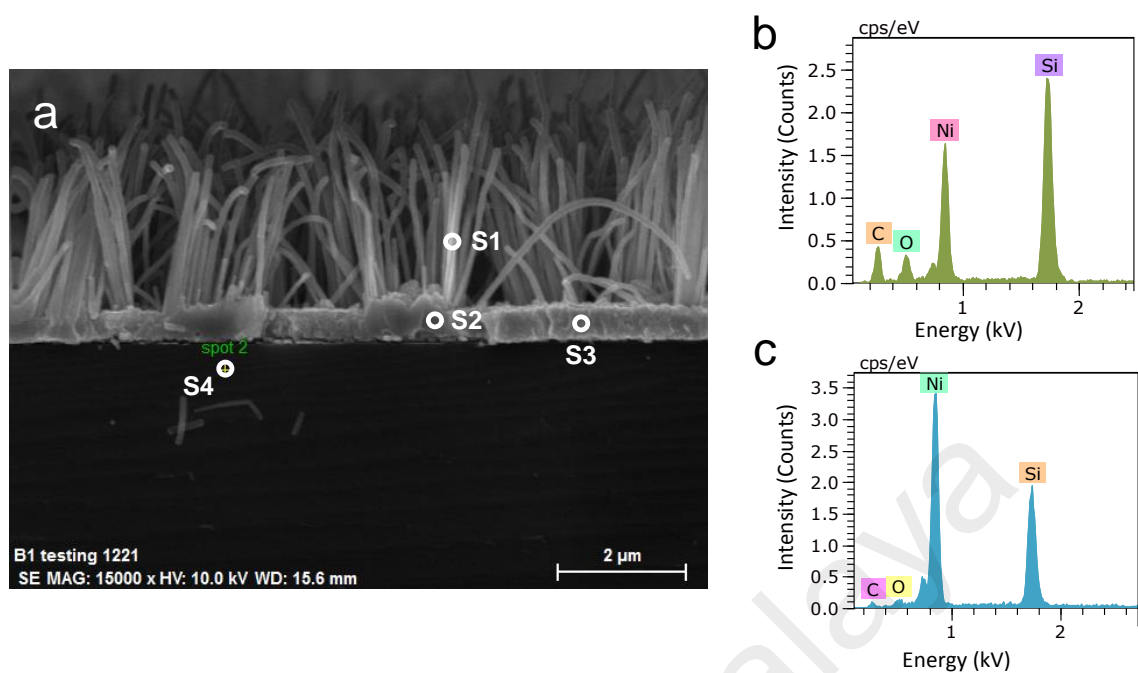 a
S1
S2
S3
spot 2
S4
B1 testing 1221
SE MAG: 15000 x HV: 10.0 kV WD: 15.6 mm
2 µm
b
cps/eV
Intensity (Counts)
2.5
2.0
1.5
1.0
0.5
0.0
C
O
Ni
Si
1
2
Energy (kV)
c
cps/eV
Intensity (Counts)
3.5
3.0
2.5
2.0
1.5
1.0
0.5
0.0
C
O
Ni
Si
1
2
Energy (kV)
alaya